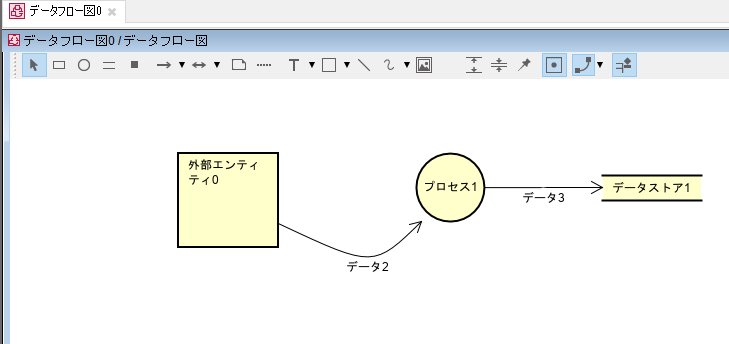 データフロー図0
データフロー図0 / データフロー図
T
外部エンティ
ティ0
プロセス1
データストア1
データ3
データ2